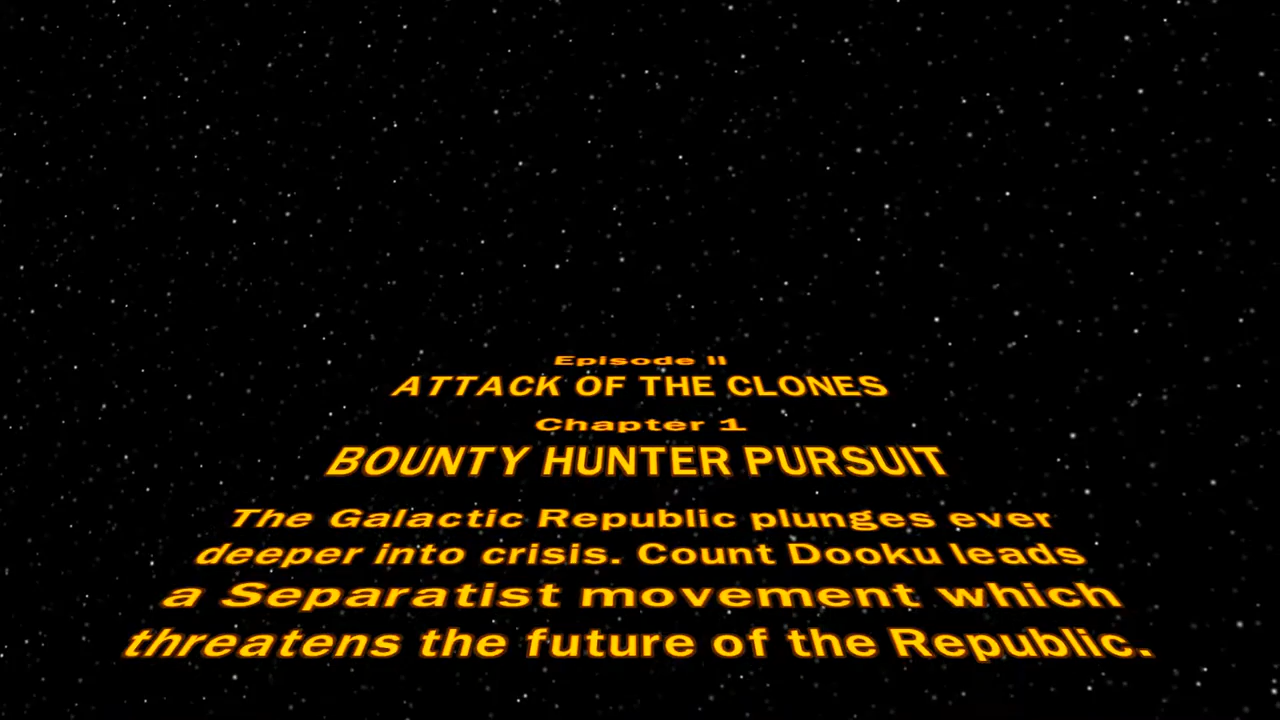 Episode II
ATTACK OF THE CLONES
Chapter 1
BOUNTY HUNTER PURSUIT
The Galactic Republic plunges ever
deeper into crisis. Count Dooku leads
a Separatist movement which
threatens the future of the Republic.